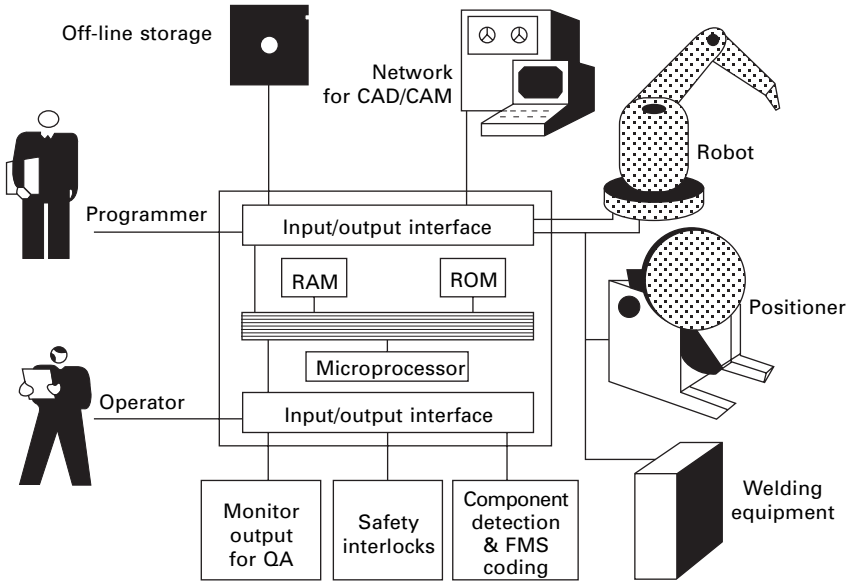 Off-line storage
Network
for CAD/CAM
Robot
Programmer
Input/output interface
RAM
ROM
Positioner
Microprocessor
Operator
Input/output interface
Monitor
output
for QA
Safety
interlocks
Component
detection
& FMS
coding
Welding
equipment